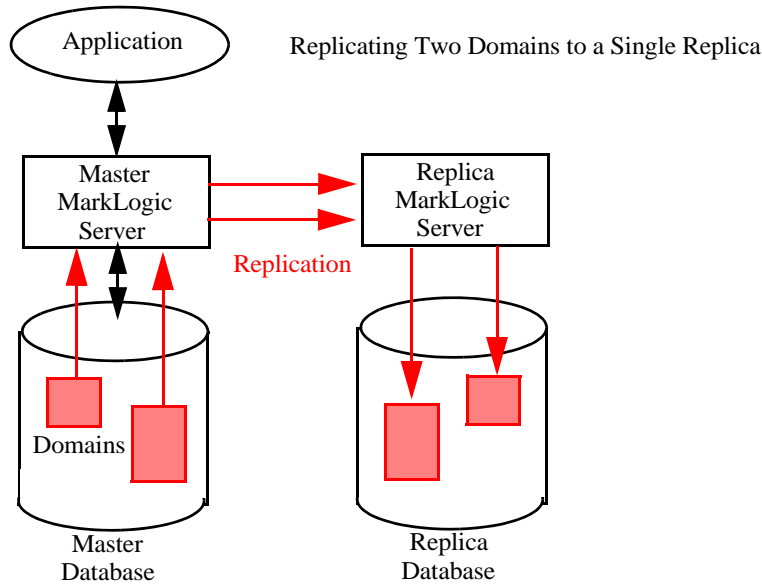 Application
Replicating Two Domains to a Single Replica
Master
MarkLogic
Server
Replica
MarkLogic
Server
Replication
Domains
Master
Database
Replica
Database